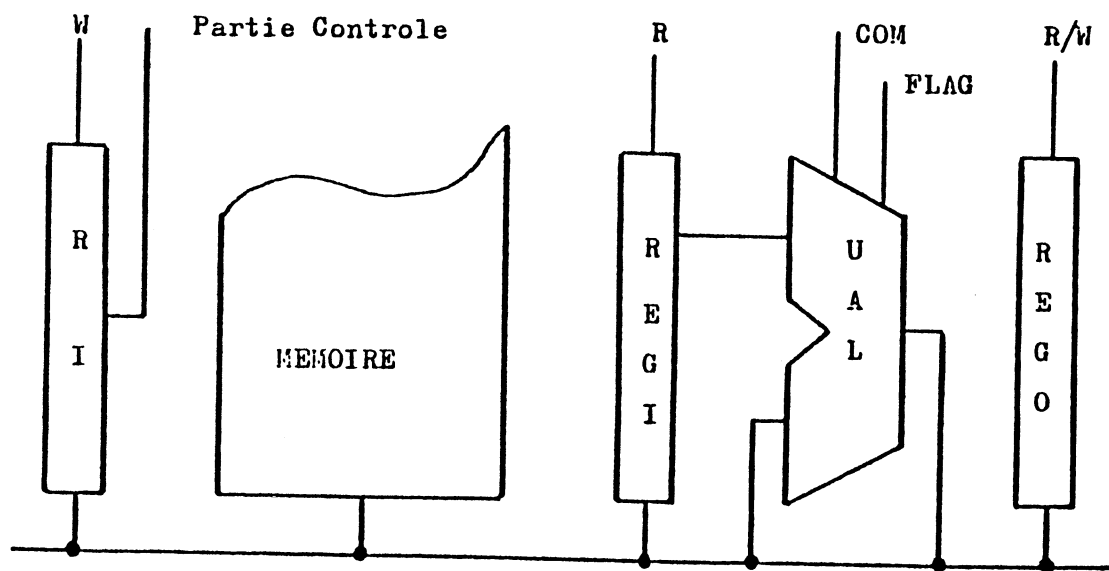 W Partie Controle R COM R/W
FLAG
R I
MEMOIRE
R E G I
U A L
R E G O